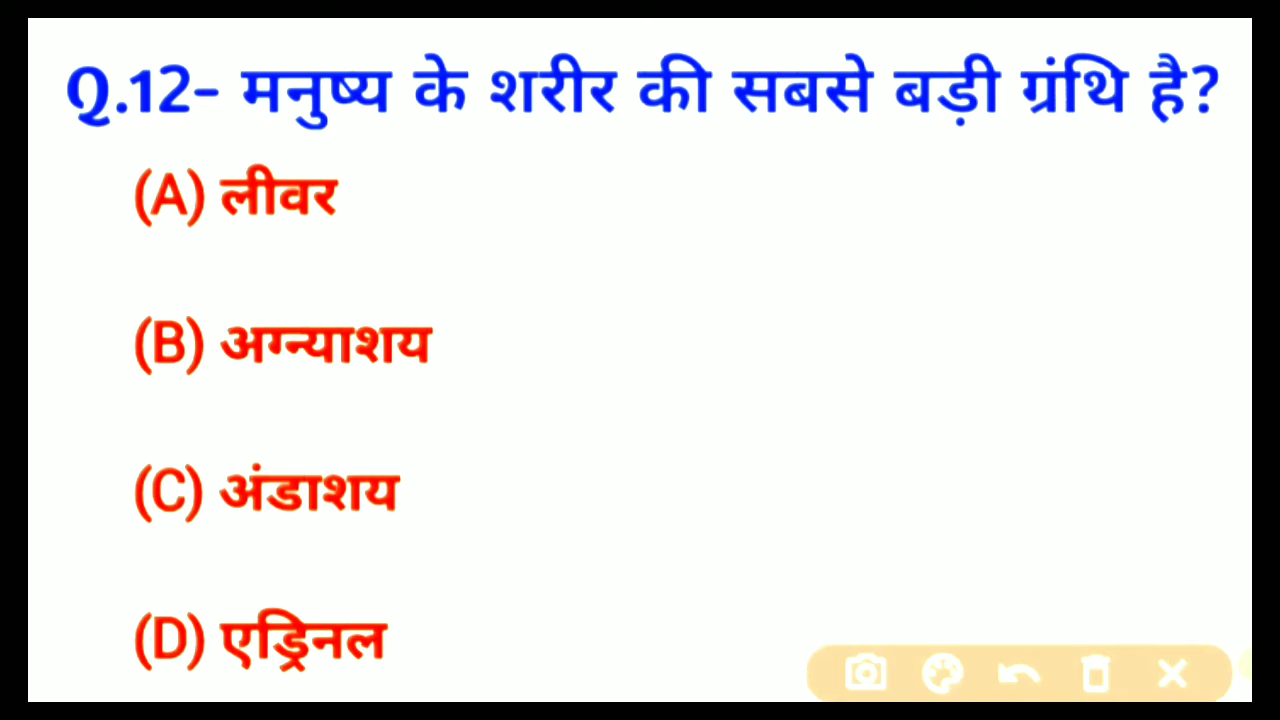 Q.12- मनुष्य के शरीर की सबसे बड़ी ग्रंथि है?
(A) लीवर
(B) अग्न्याशय
(C) अंडाशय
(D) एड्रिनल